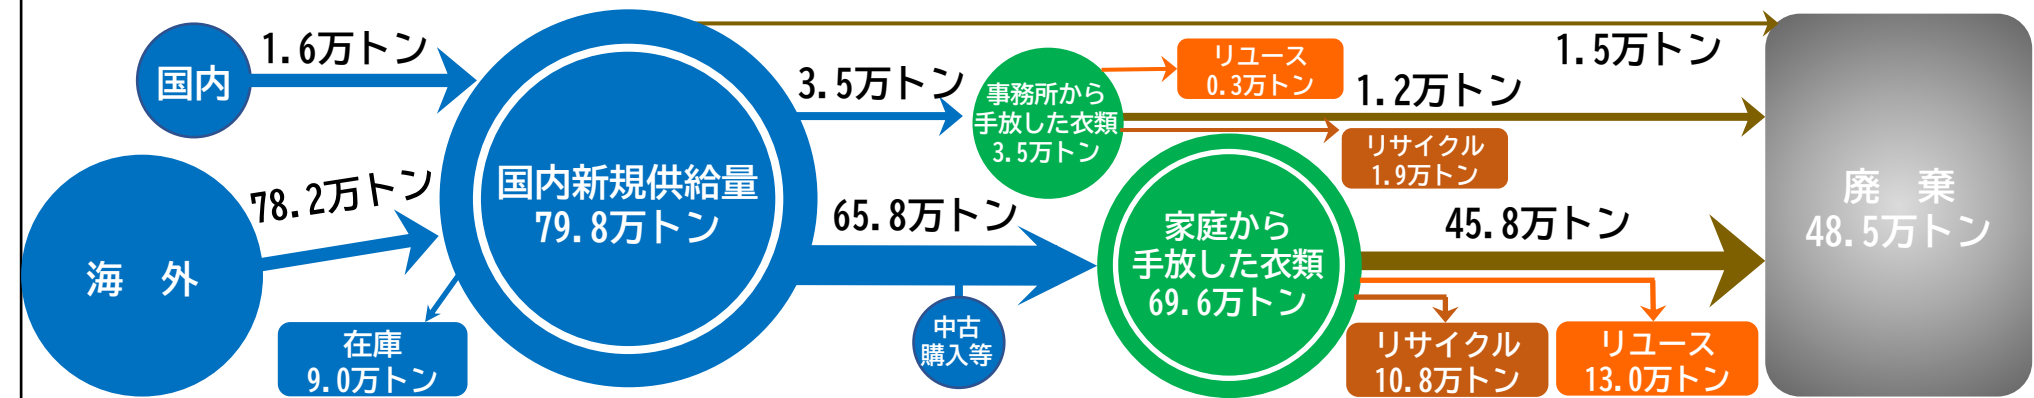 国内
1.6万トン
海　外
78.2万トン
国内新規供給量
79.8万トン
在庫
9.0万トン
3.5万トン
65.8万トン
中古
購入等
事務所から
手放した衣類
3.5万トン
リユース
0.3万トン
リサイクル
1.9万トン
1.2万トン
1.5万トン
家庭から
手放した衣類
69.6万トン
45.8万トン
リサイクル
10.8万トン
リユース
13.0万トン
廃　棄
48.5万トン